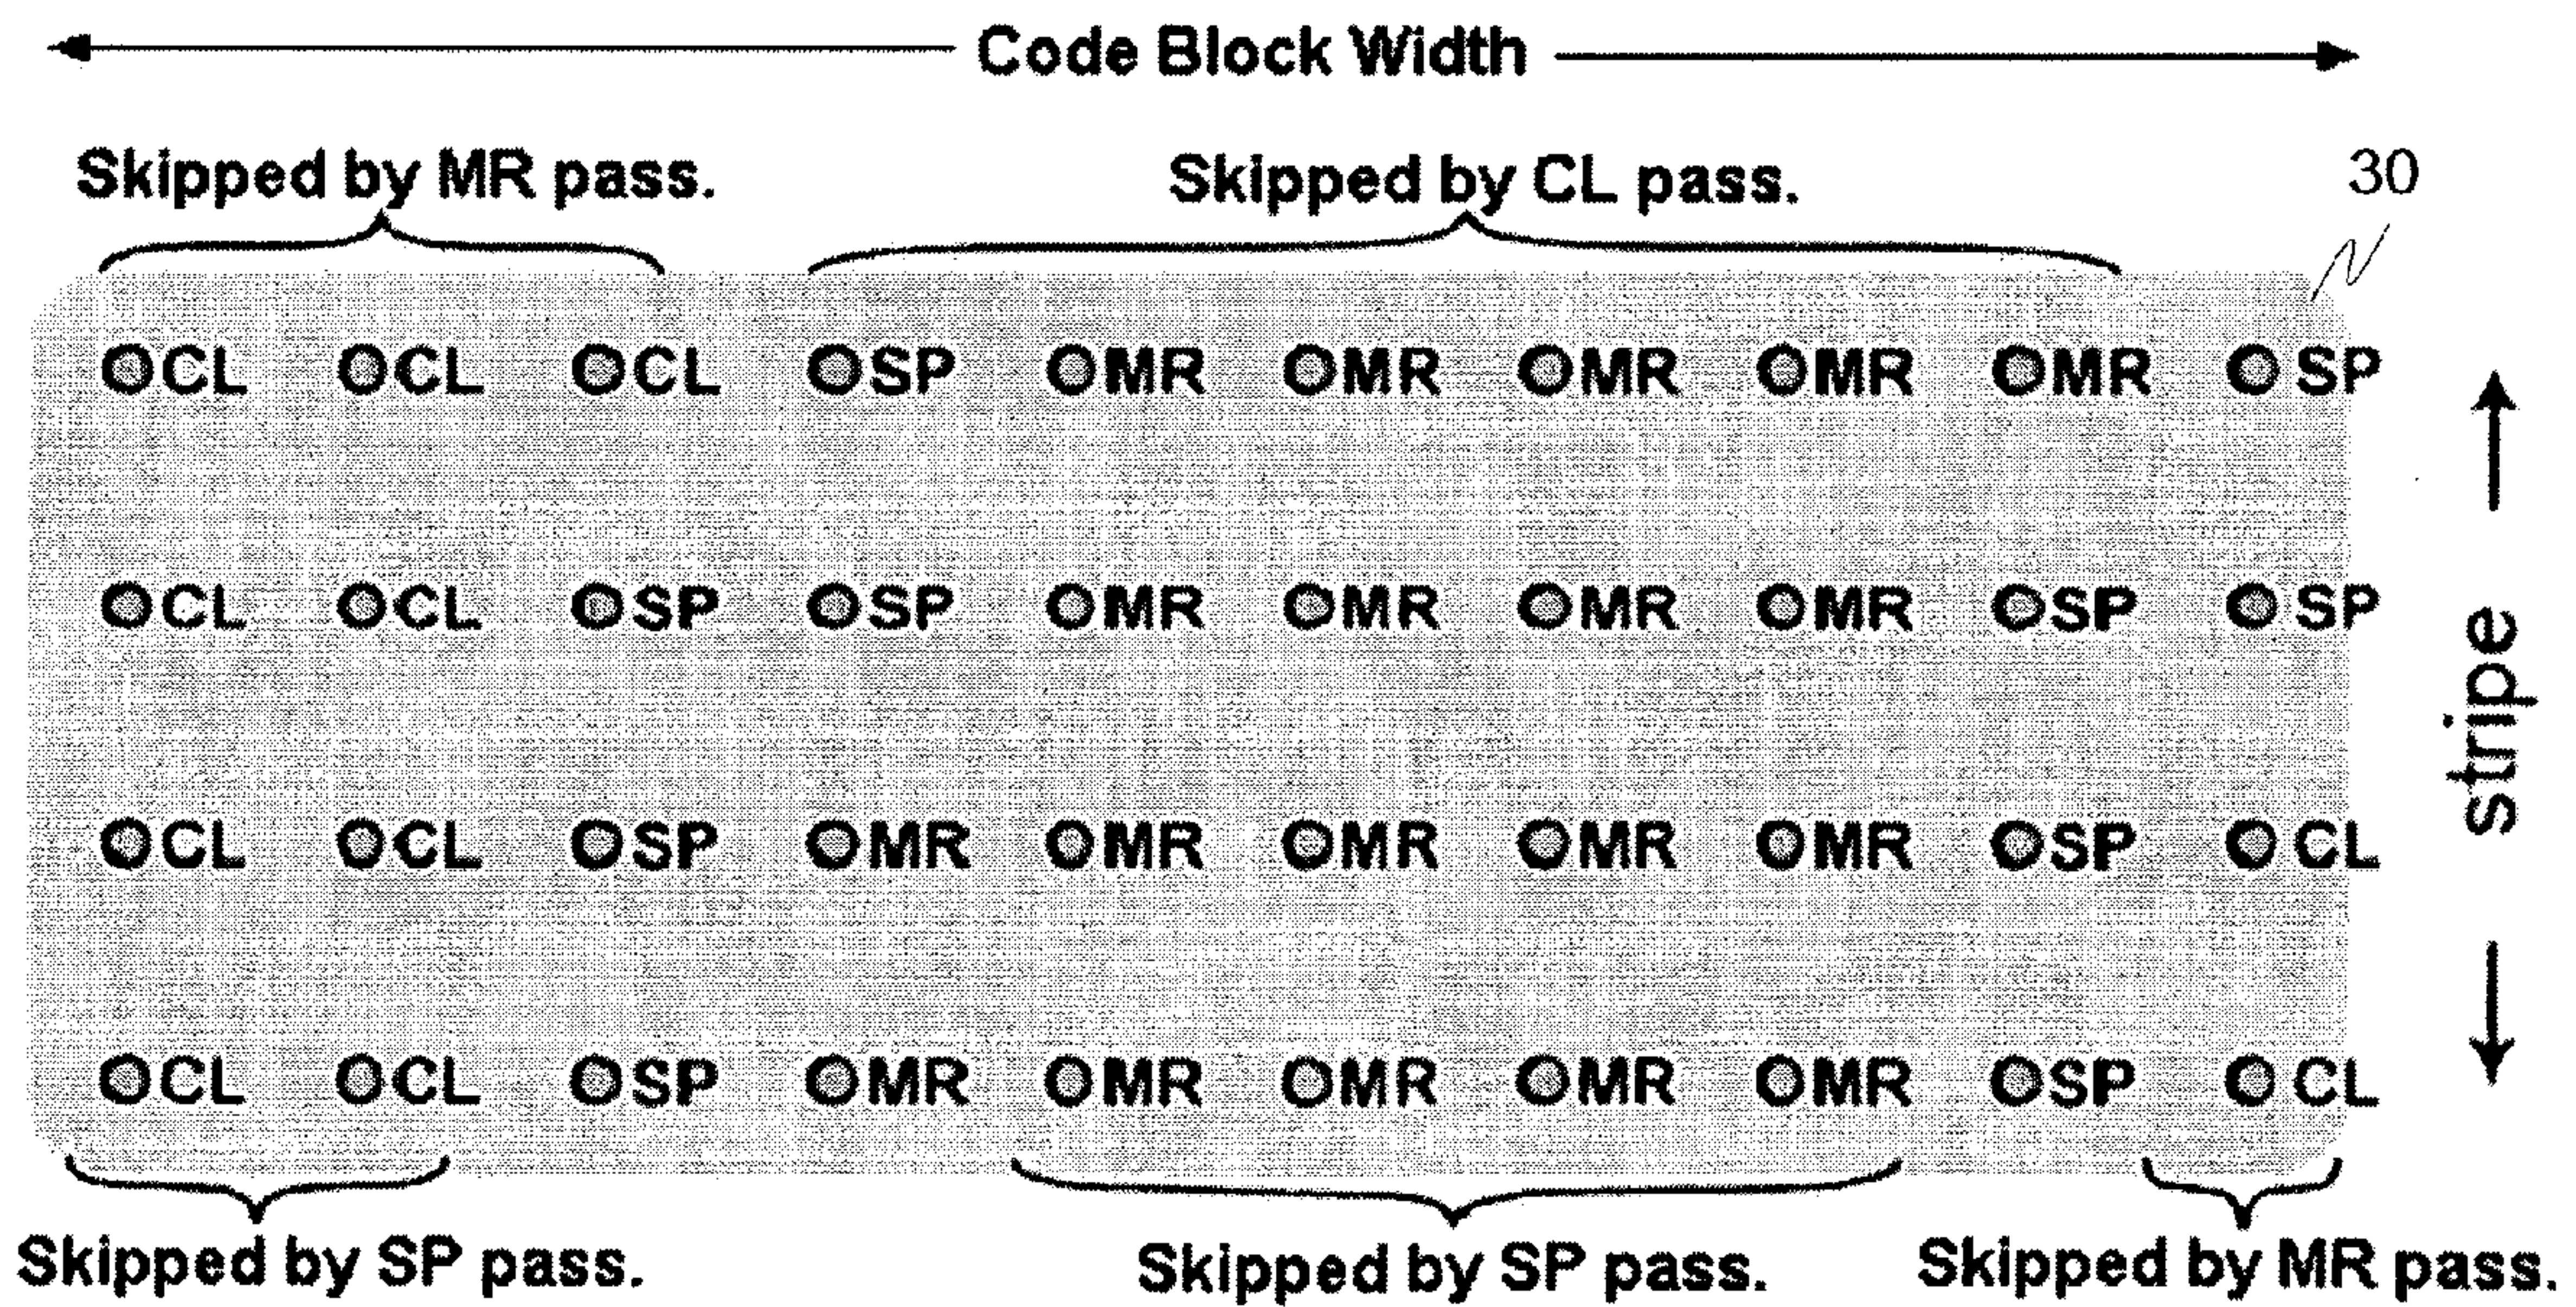 Code Block Width
Skipped by MR pass. Skipped by CL pass. 30
CL CL CL SP MR MR MR MR MR SP
CL CL SP SP MR MR MR MR SP SP
stripe
CL CL SP MR MR MR MR MR SP CL
CL CL SP MR MR MR MR MR SP CL
Skipped by SP pass. Skipped by SP pass. Skipped by MR pass.